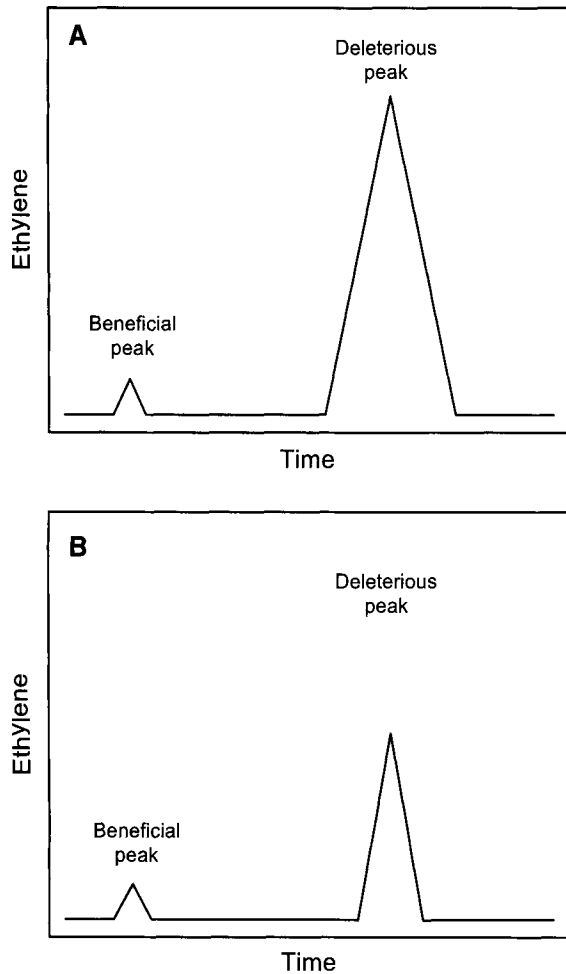 A
Deleterious
peak
Ethylene
Beneficial
peak
Time
B
Deleterious
peak
Ethylene
Beneficial
peak
Time